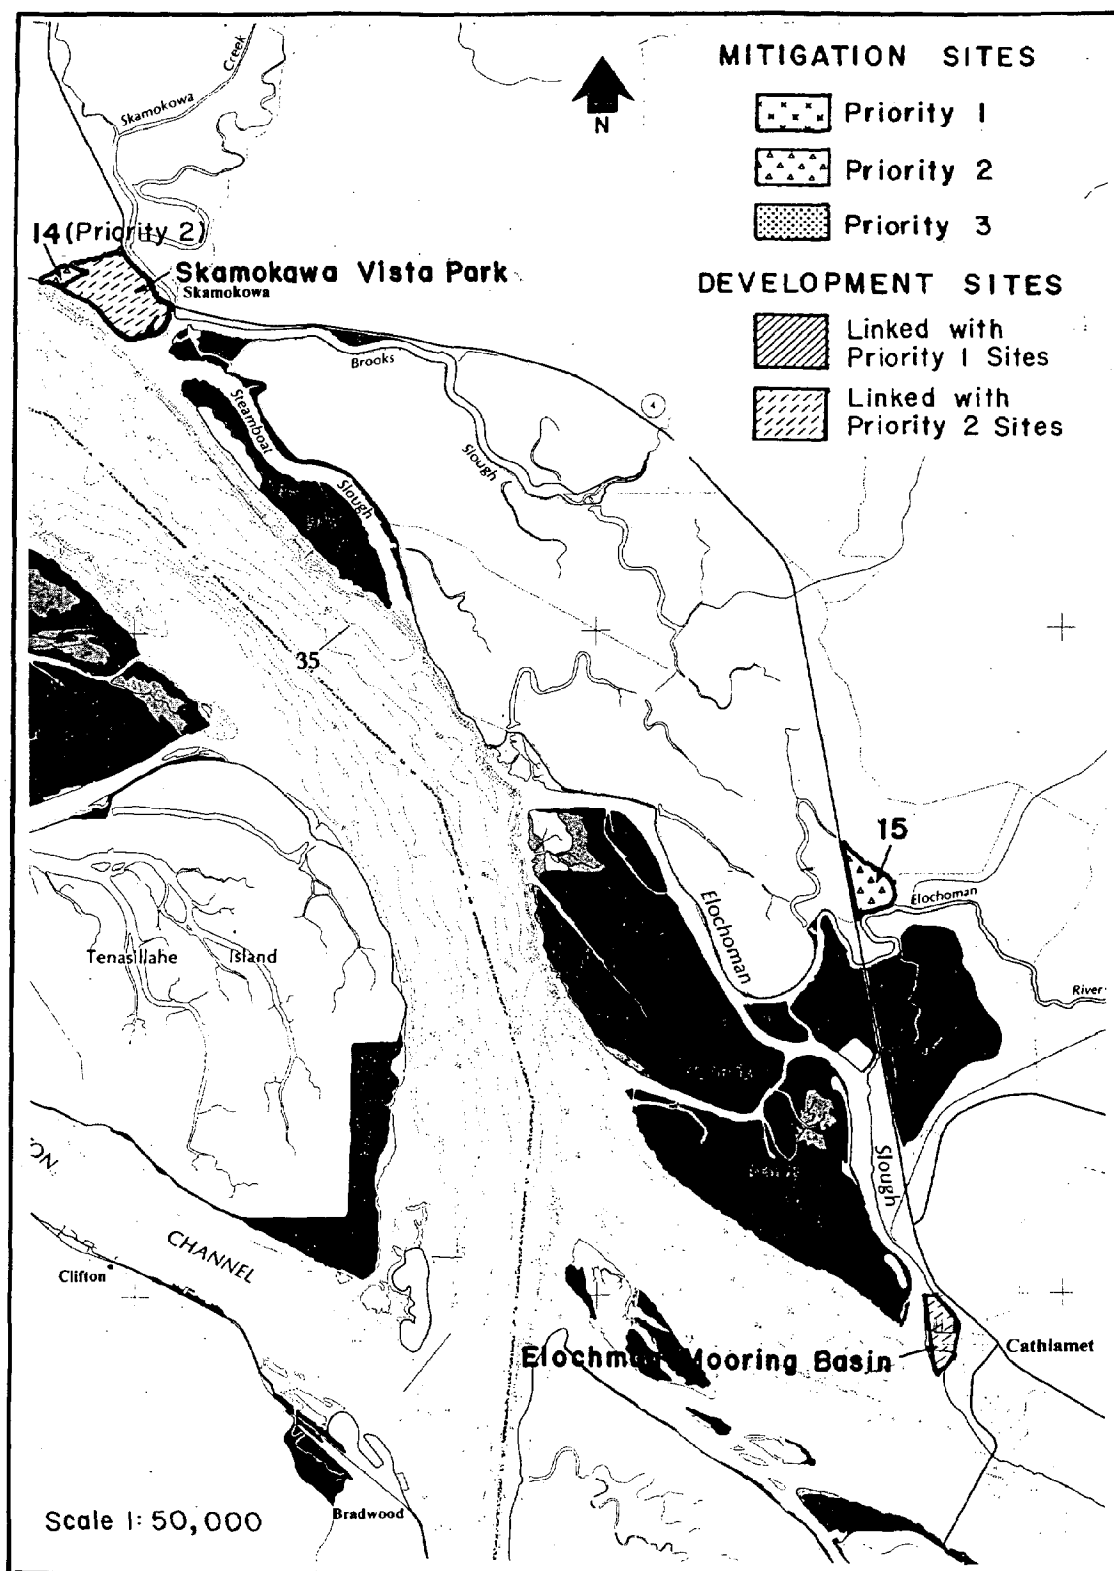 MITIGATION SITES
Priority 1
Priority 2
Priority 3
DEVELOPMENT SITES
Linked with
Priority 1 Sites
Linked with
Priority 2 Sites
N
Creek
Skamokowa
14 (Priority 2)
Skamokawa Vista Park
Skamokowa
Brooks
Slough
Steamboat
Slough
4
35
15
Elochoman
River
Elochoman
Slough
Tenasillahe Island
CHANNEL
Clifton
Elochman Mooring Basin
Cathlamet
Bradwood
Scale 1:50,000